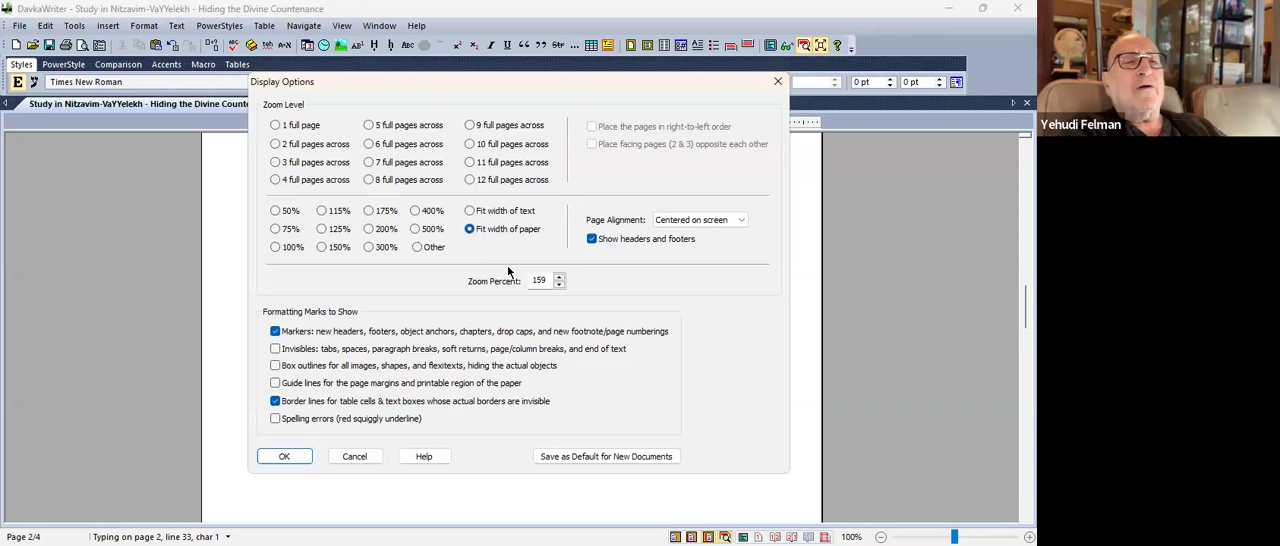 DavkaWriter - Study in Nitzavim-VaYYelekh - Hiding the Divine Countenance
File Edit Tools Insert Format Text PowerStyles Table Navigate View Window Help
Styles PowerStyle Comparison Accents Macro Tables
Times New Roman
0 pt 0 pt
Study in Nitzavim-VaYYelekh - Hiding the Divine Counte
Display Options
Zoom Level
1 full page 5 full pages across 9 full pages across Place the pages in right-to-left order
2 full pages across 6 full pages across 10 full pages across Place facing pages (2 & 3) opposite each other
3 full pages across 7 full pages across 11 full pages across
4 full pages across 8 full pages across 12 full pages across
50% 115% 175% 400% Fit width of text
Page Alignment: Centered on screen
75% 125% 200% 500% Fit width of paper
Show headers and footers
100% 150% 300% Other
Zoom Percent: 159
Formatting Marks to Show
Markers: new headers, footers, object anchors, chapters, drop caps, and new footnote/page numberings
Invisibles: tabs, spaces, paragraph breaks, soft returns, page/column breaks, and end of text
Box outlines for all images, shapes, and flexitexts, hiding the actual objects
Guide lines for the page margins and printable region of the paper
Border lines for table cells & text boxes whose actual borders are invisible
Spelling errors (red squiggly underline)
OK Cancel Help Save as Default for New Documents
Page 2/4 Typing on page 2, line 33, char 1 100%
Yehudi Felman